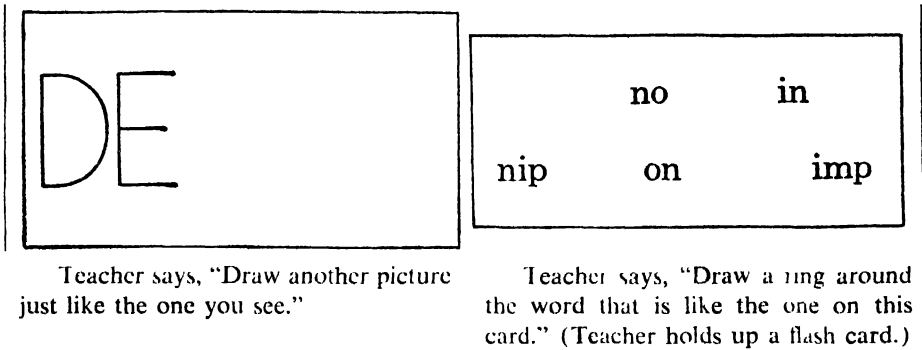 DE
no in
nip on imp
Teacher says, "Draw another picture
just like the one you see."
Teacher says, "Draw a ring around
the word that is like the one on this
card." (Teacher holds up a flash card.)